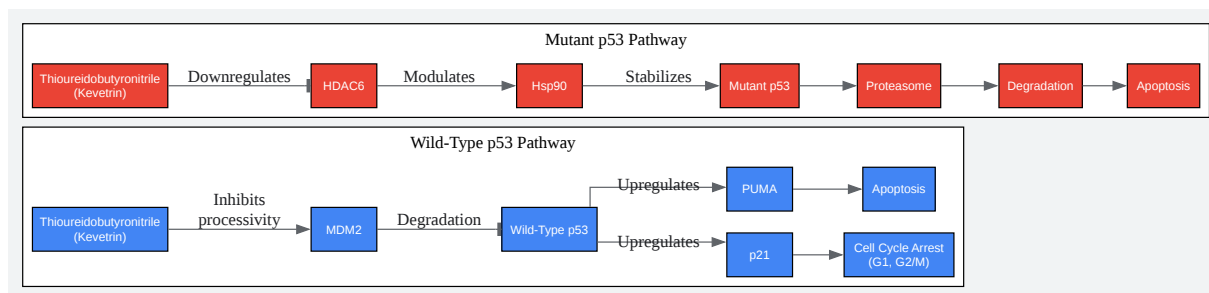 Mutant p53 Pathway
Thioureidobutyronitrile
(Kevetrin)
Downregulates
HDAC6
Modulates
Hsp90
Stabilizes
Mutant p53
Proteasome
Degradation
Apoptosis
Wild-Type p53 Pathway
Thioureidobutyronitrile
(Kevetrin)
Inhibits
processivity
MDM2
Degradation
Wild-Type p53
Upregulates
PUMA
Apoptosis
Upregulates
p21
Cell Cycle Arrest
(G1, G2/M)